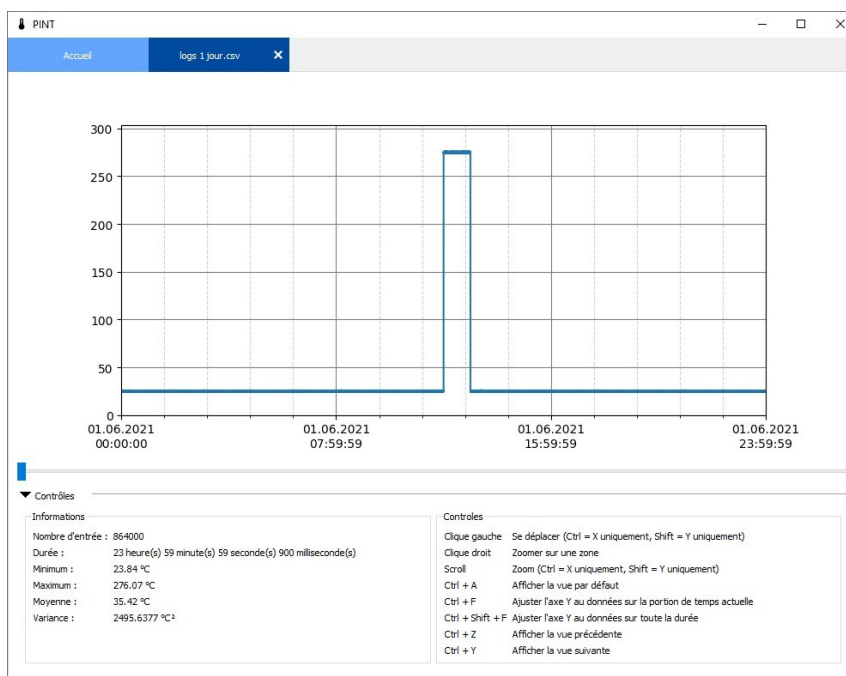 PINT
Accueil
logs 1 jour.csv
300
250
200
150
100
50
0
01.06.2021 01.06.2021 01.06.2021 01.06.2021
00:00:00 07:59:59 15:59:59 23:59:59
Contrôles
Informations
Nombre d'entrée : 864000
Durée : 23 heure(s) 59 minute(s) 59 seconde(s) 900 milliseconde(s)
Minimum : 23.84 °C
Maximum : 276.07 °C
Moyenne : 35.42 °C
Variance : 2495.6377 °C²
Controles
Clique gauche Se déplacer (Ctrl = X uniquement, Shift = Y uniquement)
Clique droit Zoomer sur une zone
Scroll Zoom (Ctrl = X uniquement, Shift = Y uniquement)
Ctrl + A Afficher la vue par défaut
Ctrl + F Ajuster l'axe Y au données sur la portion de temps actuelle
Ctrl + Shift + F Ajuster l'axe Y au données sur toute la durée
Ctrl + Z Afficher la vue précédente
Ctrl + Y Afficher la vue suivante